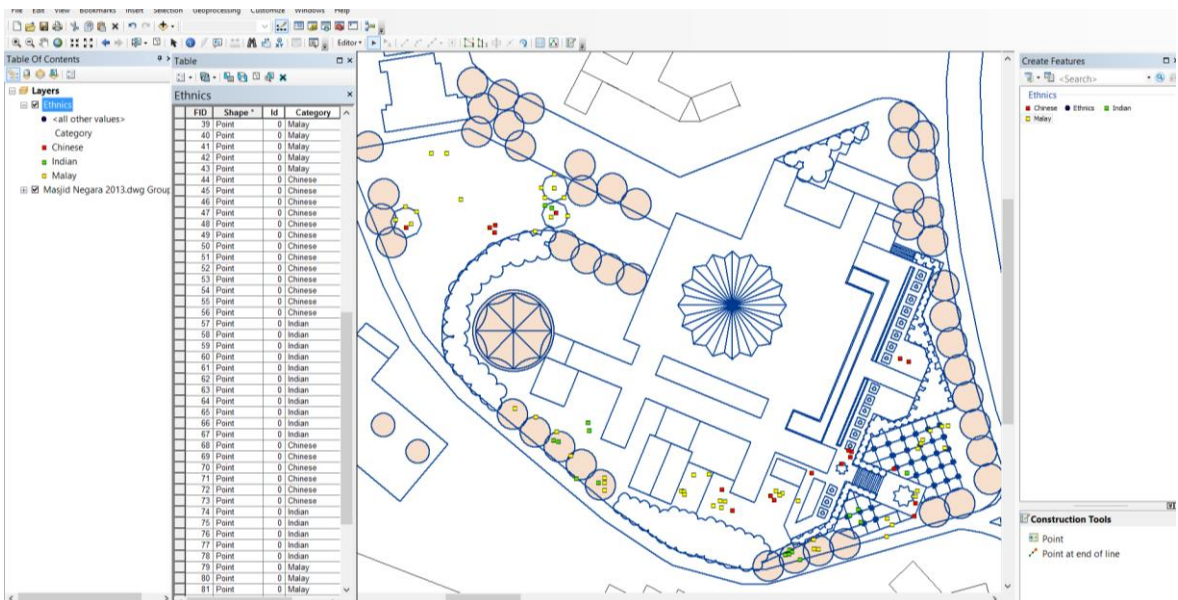 File Edit View Bookmarks Insert Selection Geoprocessing Customize Windows Help
Editor
Table Of Contents
Layers
Ethnics
<all other values>
Category
Chinese
Indian
Malay
Masjid Negara 2013.dwg Group
Table
Ethnics
FID Shape * Id Category
39 Point 0 Malay
40 Point 0 Malay
41 Point 0 Malay
42 Point 0 Malay
43 Point 0 Malay
44 Point 0 Chinese
45 Point 0 Chinese
46 Point 0 Chinese
47 Point 0 Chinese
48 Point 0 Chinese
49 Point 0 Chinese
50 Point 0 Chinese
51 Point 0 Chinese
52 Point 0 Chinese
53 Point 0 Chinese
54 Point 0 Chinese
55 Point 0 Chinese
56 Point 0 Chinese
57 Point 0 Indian
58 Point 0 Indian
59 Point 0 Indian
60 Point 0 Indian
61 Point 0 Indian
62 Point 0 Indian
63 Point 0 Indian
64 Point 0 Indian
65 Point 0 Indian
66 Point 0 Indian
67 Point 0 Indian
68 Point 0 Chinese
69 Point 0 Chinese
70 Point 0 Chinese
71 Point 0 Chinese
72 Point 0 Chinese
73 Point 0 Chinese
74 Point 0 Indian
75 Point 0 Indian
76 Point 0 Indian
77 Point 0 Indian
78 Point 0 Indian
79 Point 0 Malay
80 Point 0 Malay
81 Point 0 Malay
Create Features
<Search>
Ethnics
Chinese Ethnics Indian
Malay
Construction Tools
Point
Point at end of line